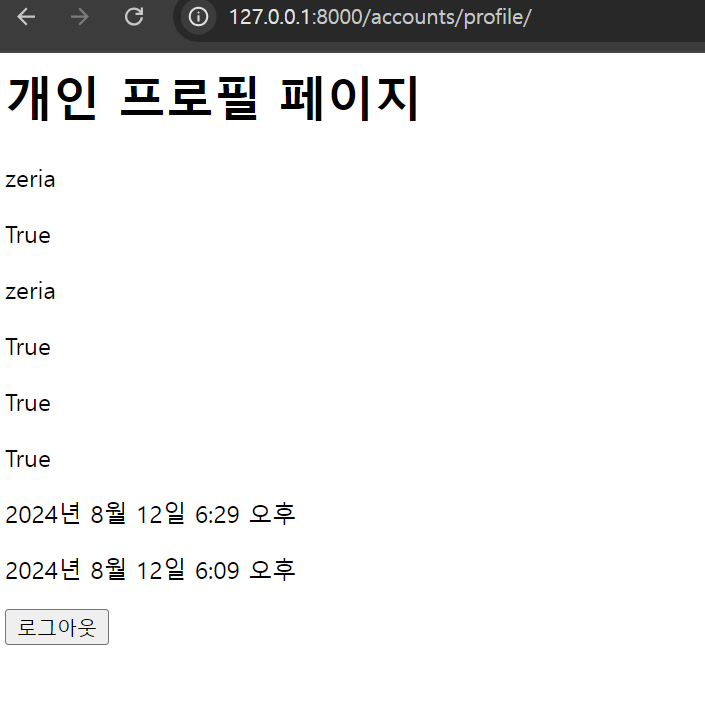 127.0.0.1:8000/accounts/profile/
개인 프로필 페이지
zeria
True
zeria
True
True
True
2024년 8월 12일 6:29 오후
2024년 8월 12일 6:09 오후
로그아웃